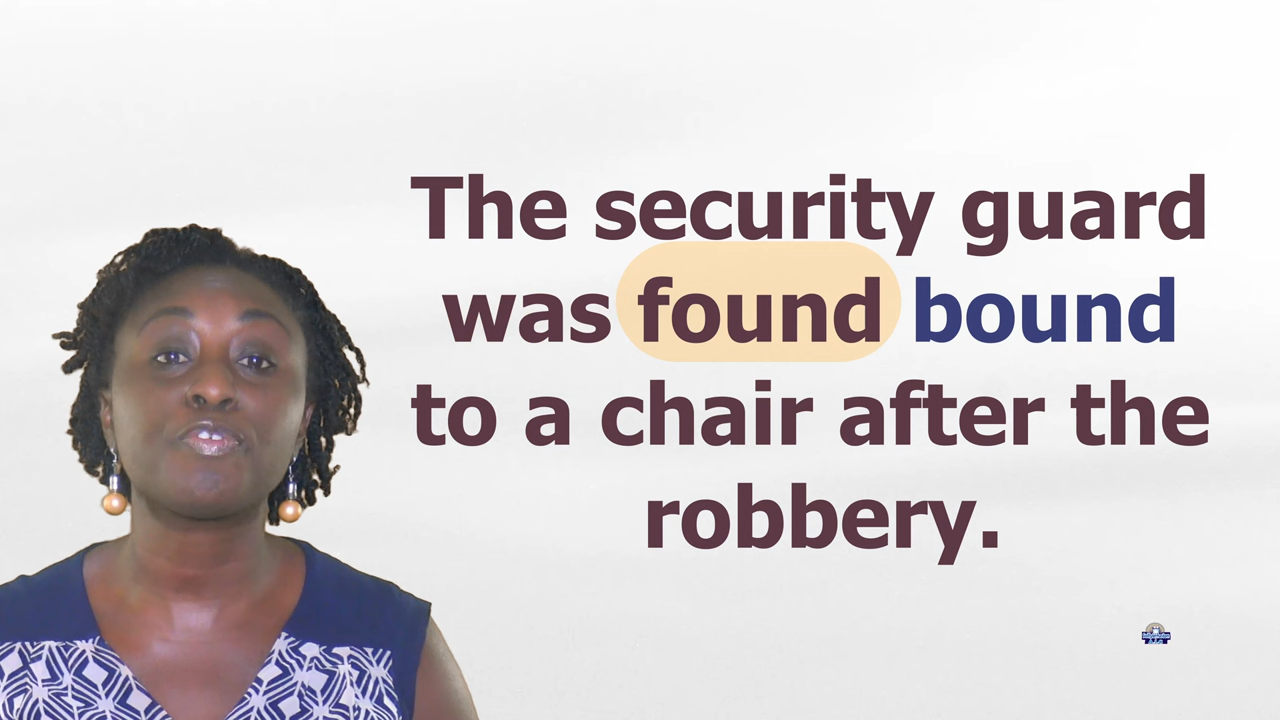 The security guard
was found bound
to a chair after the
robbery.